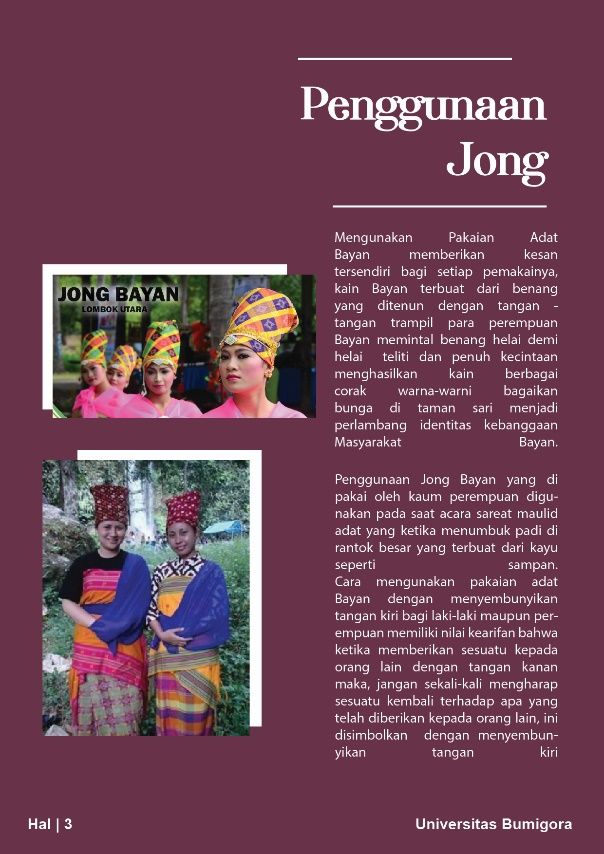 Penggunaan
Jong
Mengunakan Pakaian Adat
Bayan memberikan kesan
tersendiri bagi setiap pemakainya,
kain Bayan terbuat dari benang
yang ditenun dengan tangan -
tangan trampil para perempuan
Bayan memintal benang helai demi
helai teliti dan penuh kecintaan
menghasilkan kain berbagai
corak warna-warni bagaikan
bunga di taman sari menjadi
perlambang identitas kebanggaan
Masyarakat Bayan.
JONG BAYAN
LOMBOK UTARA
Penggunaan Jong Bayan yang di
pakai oleh kaum perempuan digu-
nakan pada saat acara sareat maulid
adat yang ketika menumbuk padi di
rantok besar yang terbuat dari kayu
seperti sampan.
Cara mengunakan pakaian adat
Bayan dengan menyembunyikan
tangan kiri bagi laki-laki maupun per-
empuan memiliki nilai kearifan bahwa
ketika memberikan sesuatu kepada
orang lain dengan tangan kanan
maka, jangan sekali-kali mengharap
sesuatu kembali terhadap apa yang
telah diberikan kepada orang lain, ini
disimbolkan dengan menyembun-
yikan tangan kiri
Hal | 3
Universitas Bumigora